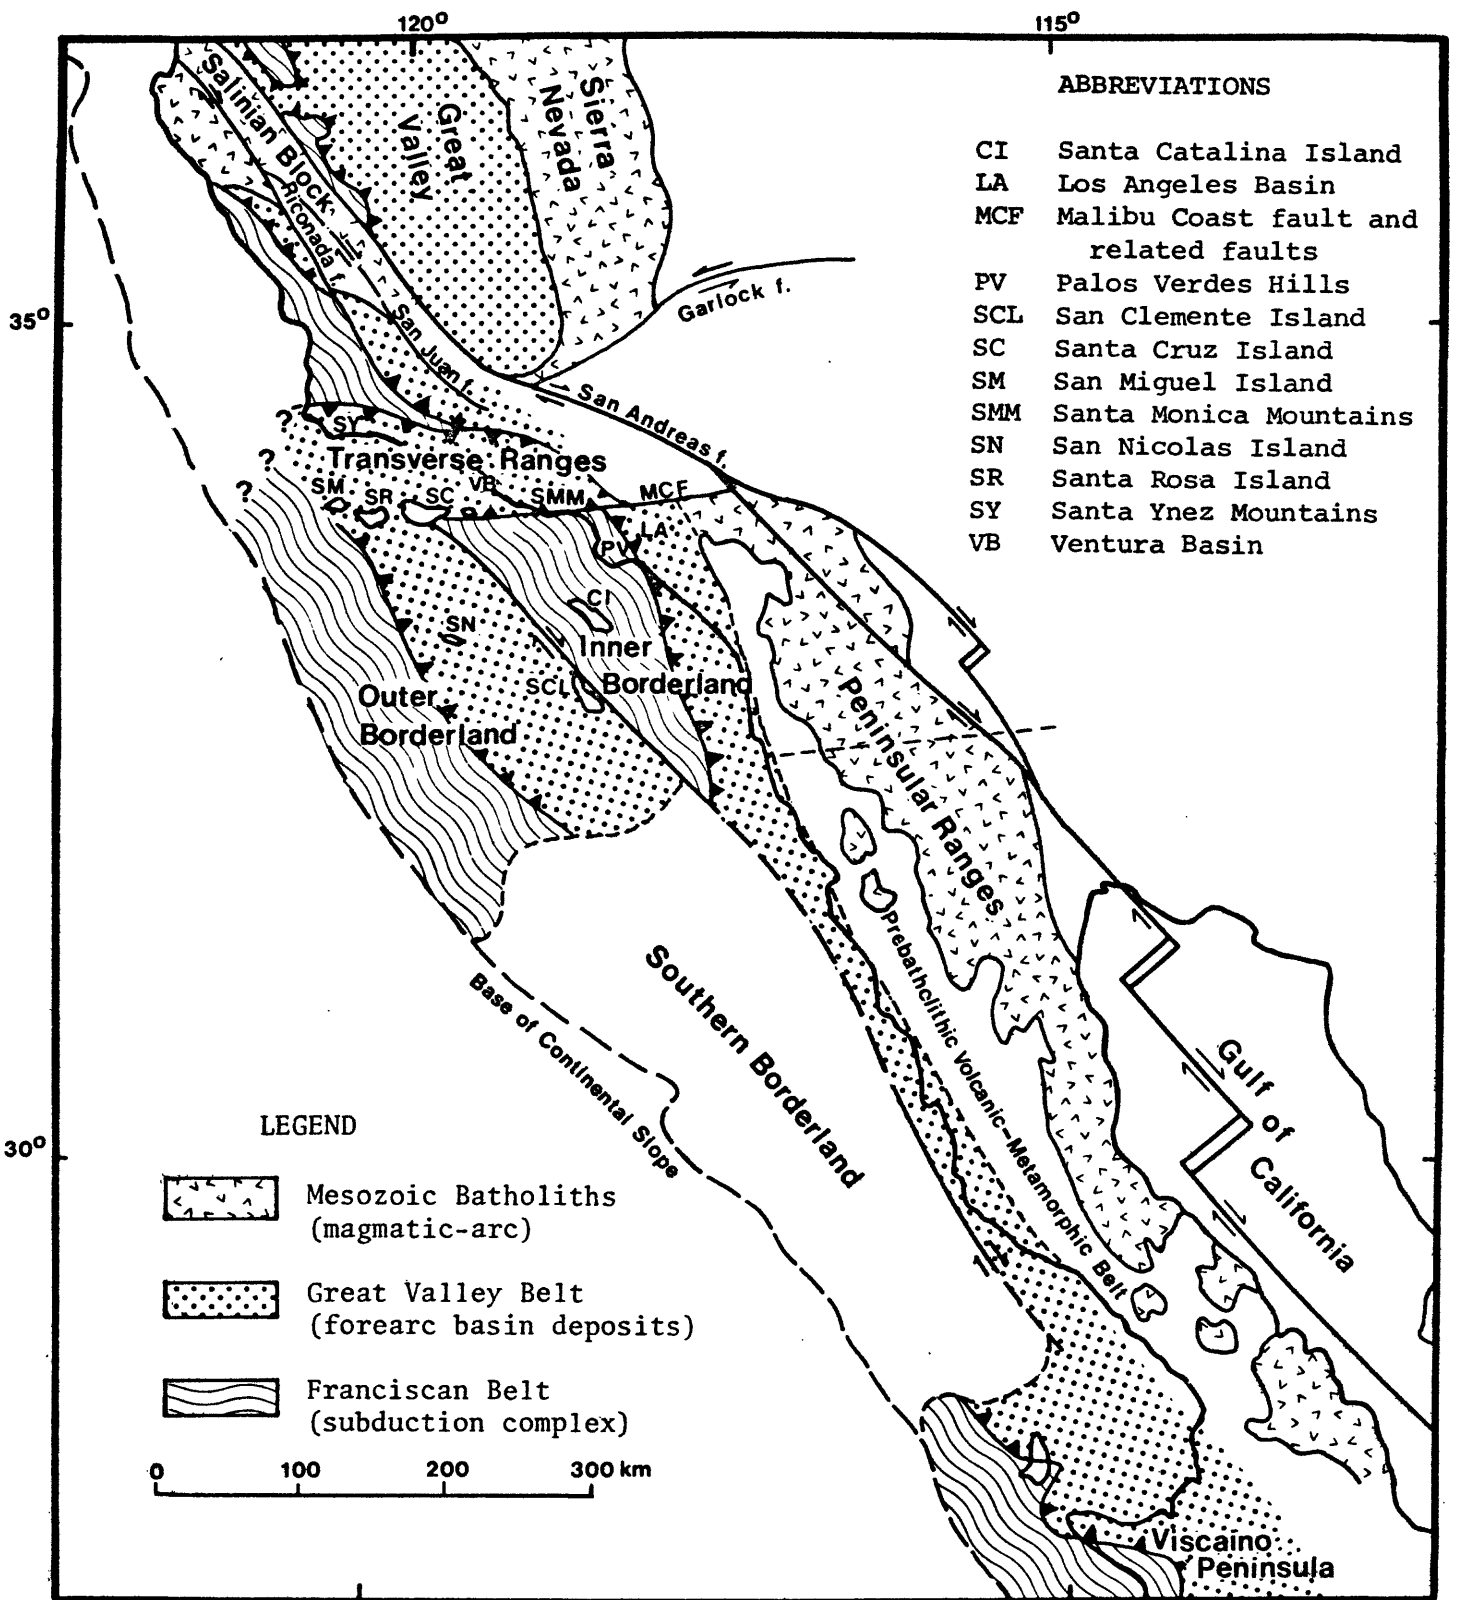 120°
115°
ABBREVIATIONS
CI Santa Catalina Island
LA Los Angeles Basin
MCF Malibu Coast fault and
related faults
PV Palos Verdes Hills
SCL San Clemente Island
SC Santa Cruz Island
SM San Miguel Island
SMM Santa Monica Mountains
SN San Nicolas Island
SR Santa Rosa Island
SY Santa Ynez Mountains
VB Ventura Basin
Salinian Block
Great
Valley
Sierra
Nevada
Riconada f.
Garlock f.
35°
San Juan f.
San Andreas f.
?
SY
?
Transverse Ranges
?
SM
SR
SC
VB
SMM
MCF
LA
PV
CI
SN
Inner
Borderland
SCL
Outer
Borderland
Peninsular Ranges
Prebatholithic Volcanic-Metamorphic Belt
Southern Borderland
Base of Continental Slope
Gulf
of
California
30°
LEGEND
Mesozoic Batholiths
(magmatic-arc)
Great Valley Belt
(forearc basin deposits)
Franciscan Belt
(subduction complex)
0 100 200 300 km
Viscaino
Peninsula